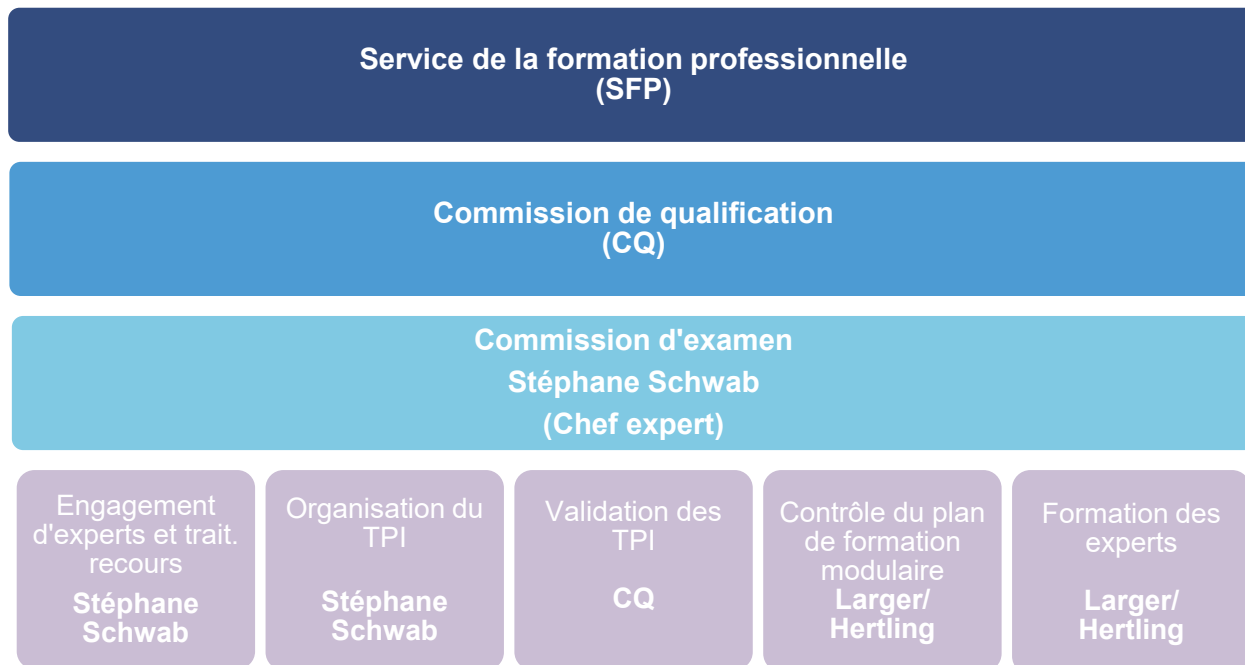 Service de la formation professionnelle
(SFP)
Commission de qualification
(CQ)
Commission d'examen
Stéphane Schwab
(Chef expert)
Engagement
d'experts et trait.
recours
Stéphane
Schwab
Organisation du
TPI
Stéphane
Schwab
Validation des
TPI
CQ
Contrôle du plan
de formation
modulaire
Larger/
Hertling
Formation des
experts
Larger/
Hertling